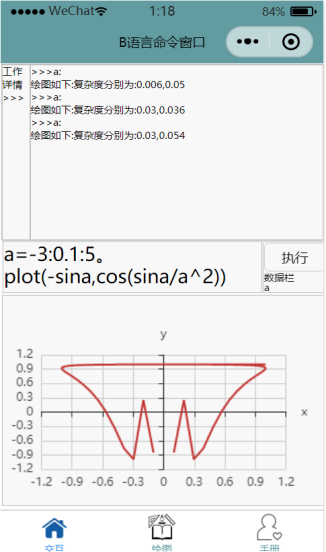 WeChat 1:18 84%
B语言命令窗口
工作
详情
>>>
>>>a:
绘图如下:复杂度分别为:0.006,0.05
>>>a:
绘图如下:复杂度分别为:0.03,0.036
>>>a:
绘图如下:复杂度分别为:0.03,0.054
a=-3:0.1:5。
plot(-sina,cos(sina/a^2))
执行
数据栏
a
y
1.2
0.9
0.6
0.3
0
-0.3
-0.6
-0.9
-1.2
x
-1.2 -0.9 -0.6 -0.3 0 0.3 0.6 0.9 1.2
交互 绘图 手册